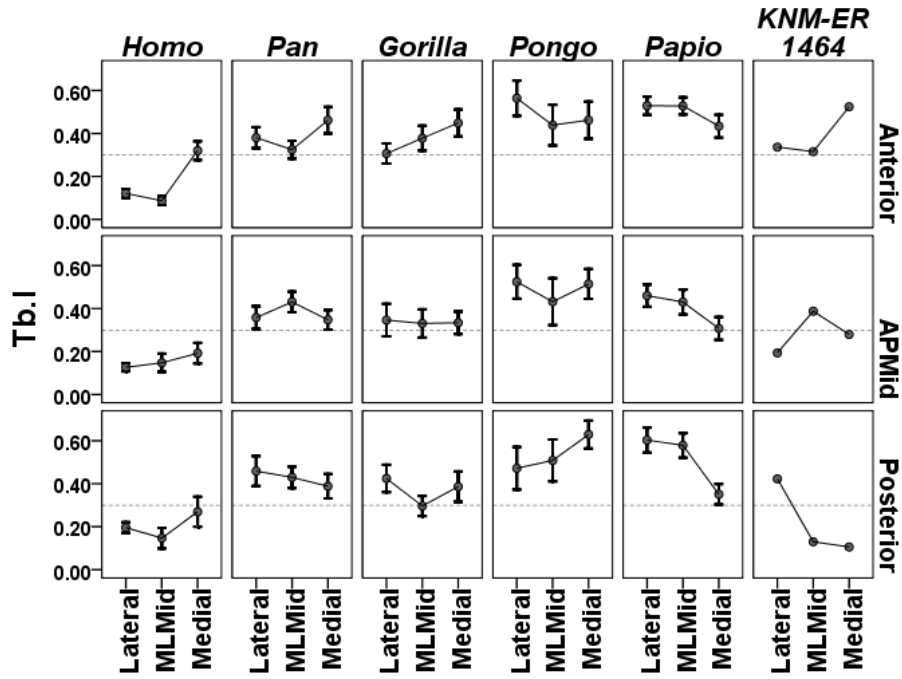 Homo Pan Gorilla Pongo Papio KNM-ER 1464
0.60
0.40
0.20
0.00
Anterior
Tb.I
0.60
0.40
0.20
0.00
APMid
0.60
0.40
0.20
0.00
Posterior
Lateral MLMid Medial Lateral MLMid Medial Lateral MLMid Medial Lateral MLMid Medial Lateral MLMid Medial Lateral MLMid Medial